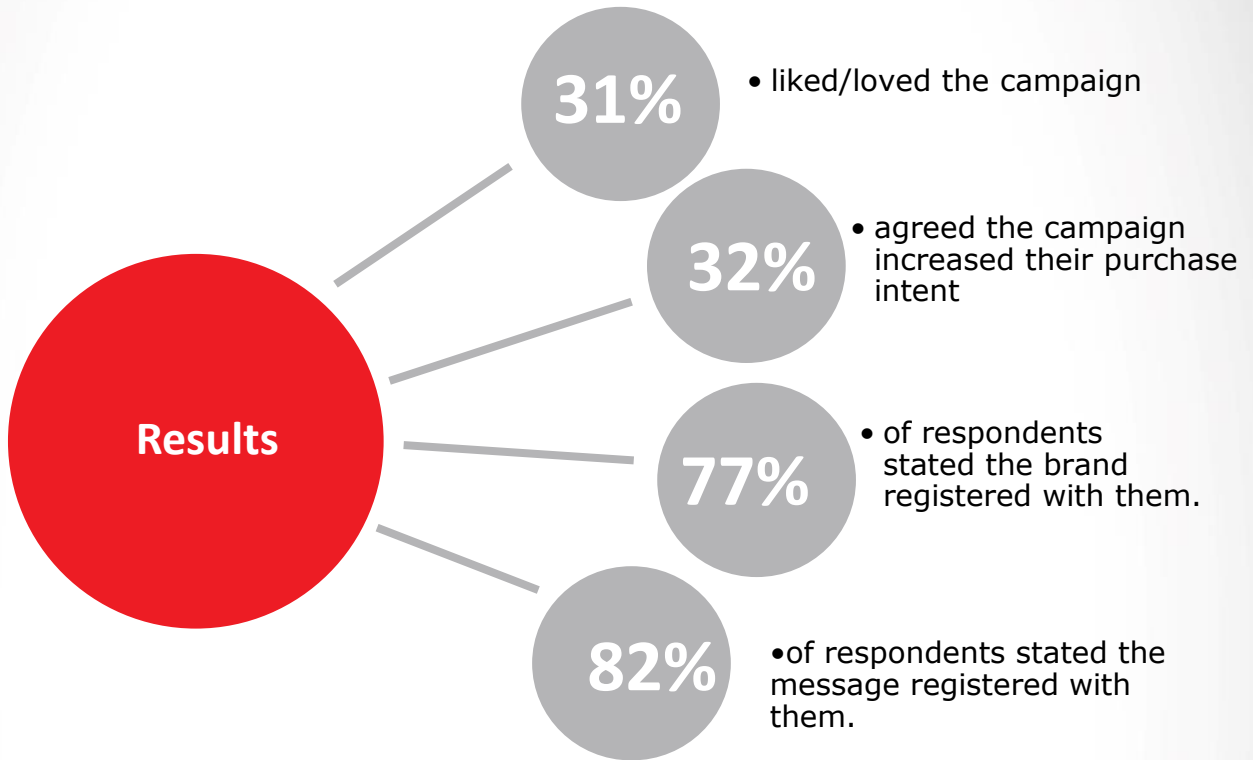 31%
• liked/loved the campaign
32%
• agreed the campaign
increased their purchase
intent
Results
77%
• of respondents
stated the brand
registered with them.
82%
•of respondents stated the
message registered with
them.